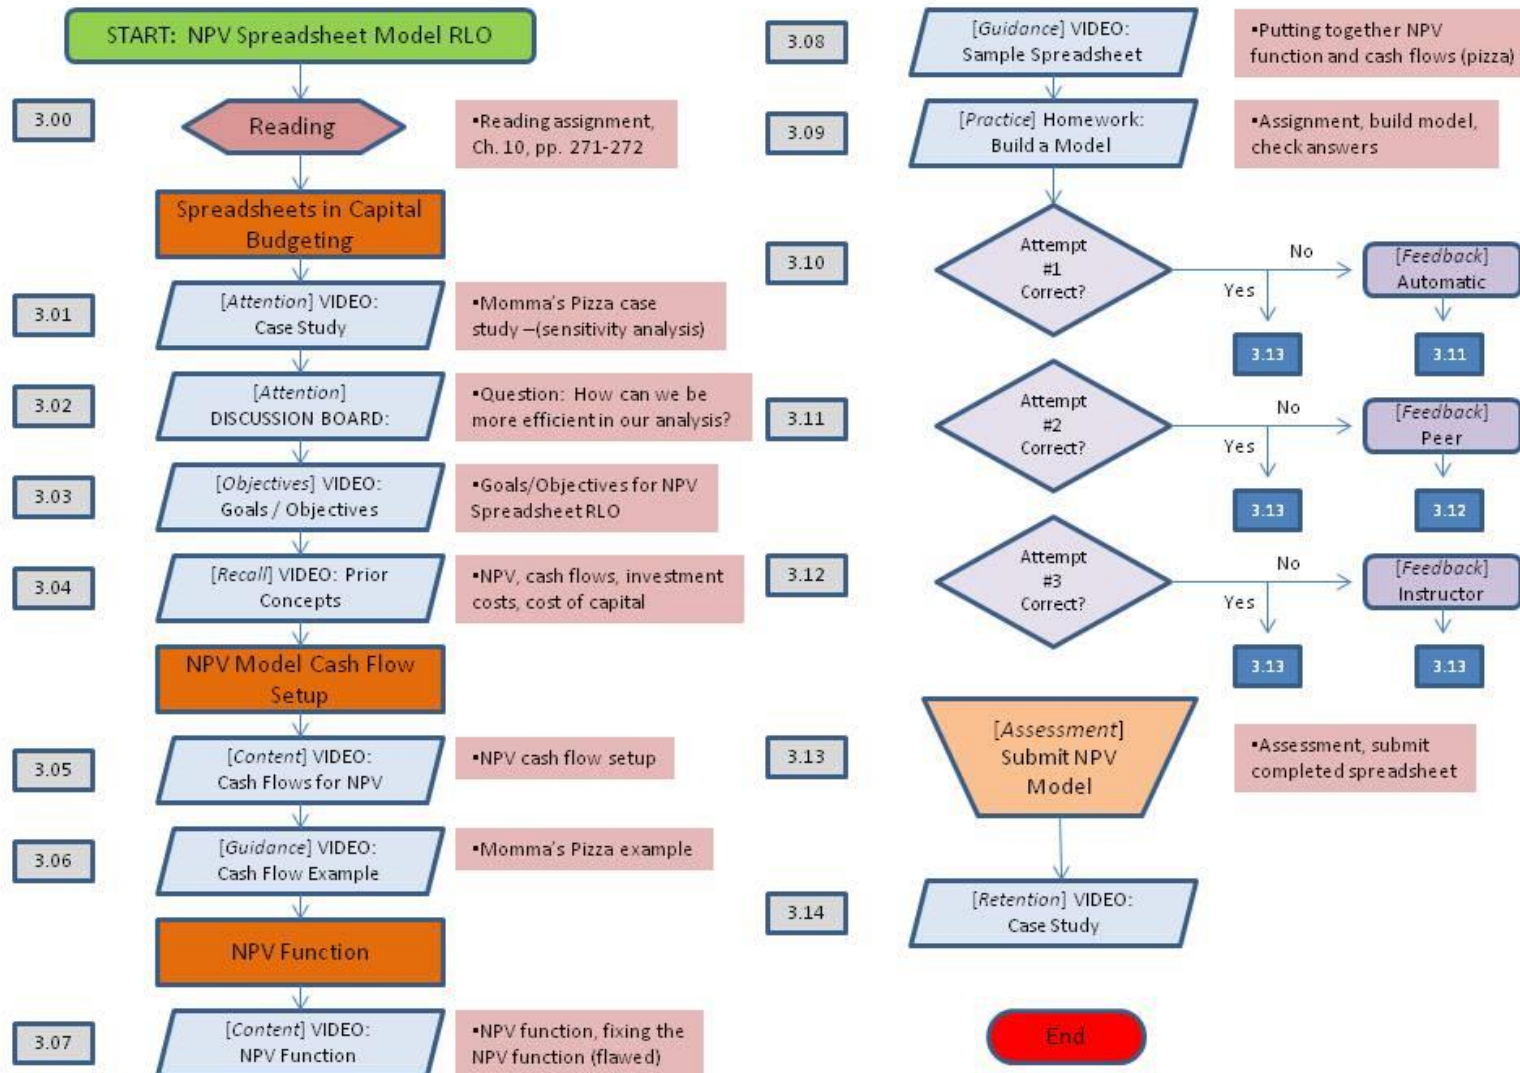 START: NPV Spreadsheet Model RLO
3.00
Reading
▪Reading assignment,
Ch. 10, pp. 271-272
Spreadsheets in Capital
Budgeting
3.01
[Attention] VIDEO:
Case Study
▪Momma's Pizza case
study –(sensitivity analysis)
3.02
[Attention]
DISCUSSION BOARD:
▪Question: How can we be
more efficient in our analysis?
3.03
[Objectives] VIDEO:
Goals / Objectives
▪Goals/Objectives for NPV
Spreadsheet RLO
3.04
[Recall] VIDEO: Prior
Concepts
▪NPV, cash flows, investment
costs, cost of capital
NPV Model Cash Flow
Setup
3.05
[Content] VIDEO:
Cash Flows for NPV
▪NPV cash flow setup
3.06
[Guidance] VIDEO:
Cash Flow Example
▪Momma's Pizza example
NPV Function
3.07
[Content] VIDEO:
NPV Function
▪NPV function, fixing the
NPV function (flawed)
3.08
[Guidance] VIDEO:
Sample Spreadsheet
▪Putting together NPV
function and cash flows (pizza)
3.09
[Practice] Homework:
Build a Model
▪Assignment, build model,
check answers
3.10
Attempt
#1
Correct?
No
Yes
[Feedback]
Automatic
3.13
3.11
3.11
Attempt
#2
Correct?
No
Yes
[Feedback]
Peer
3.13
3.12
3.12
Attempt
#3
Correct?
No
Yes
[Feedback]
Instructor
3.13
3.13
3.13
[Assessment]
Submit NPV
Model
▪Assessment, submit
completed spreadsheet
3.14
[Retention] VIDEO:
Case Study
End